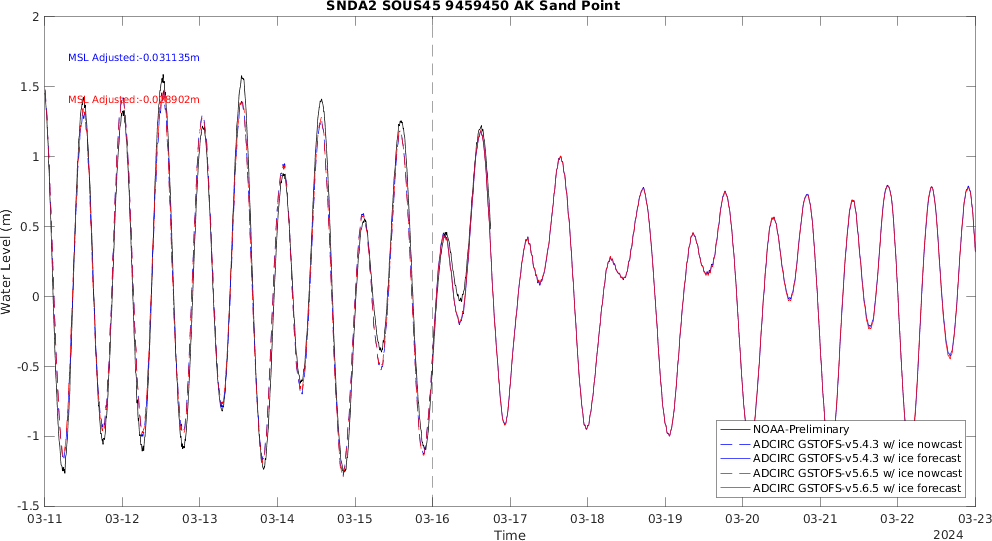 SNDA2 SOUS45 9459450 AK Sand Point
2
MSL Adjusted:-0.031135m
1.5
MSL Adjusted:-0.028902m
1
0.5
Water Level (m)
0
-0.5
-1
-1.5
NOAA-Preliminary
ADCIRC GSTOFS-v5.4.3 w/ ice nowcast
ADCIRC GSTOFS-v5.4.3 w/ ice forecast
ADCIRC GSTOFS-v5.6.5 w/ ice nowcast
ADCIRC GSTOFS-v5.6.5 w/ ice forecast
03-11 03-12 03-13 03-14 03-15 03-16 03-17 03-18 03-19 03-20 03-21 03-22 03-23
Time
2024